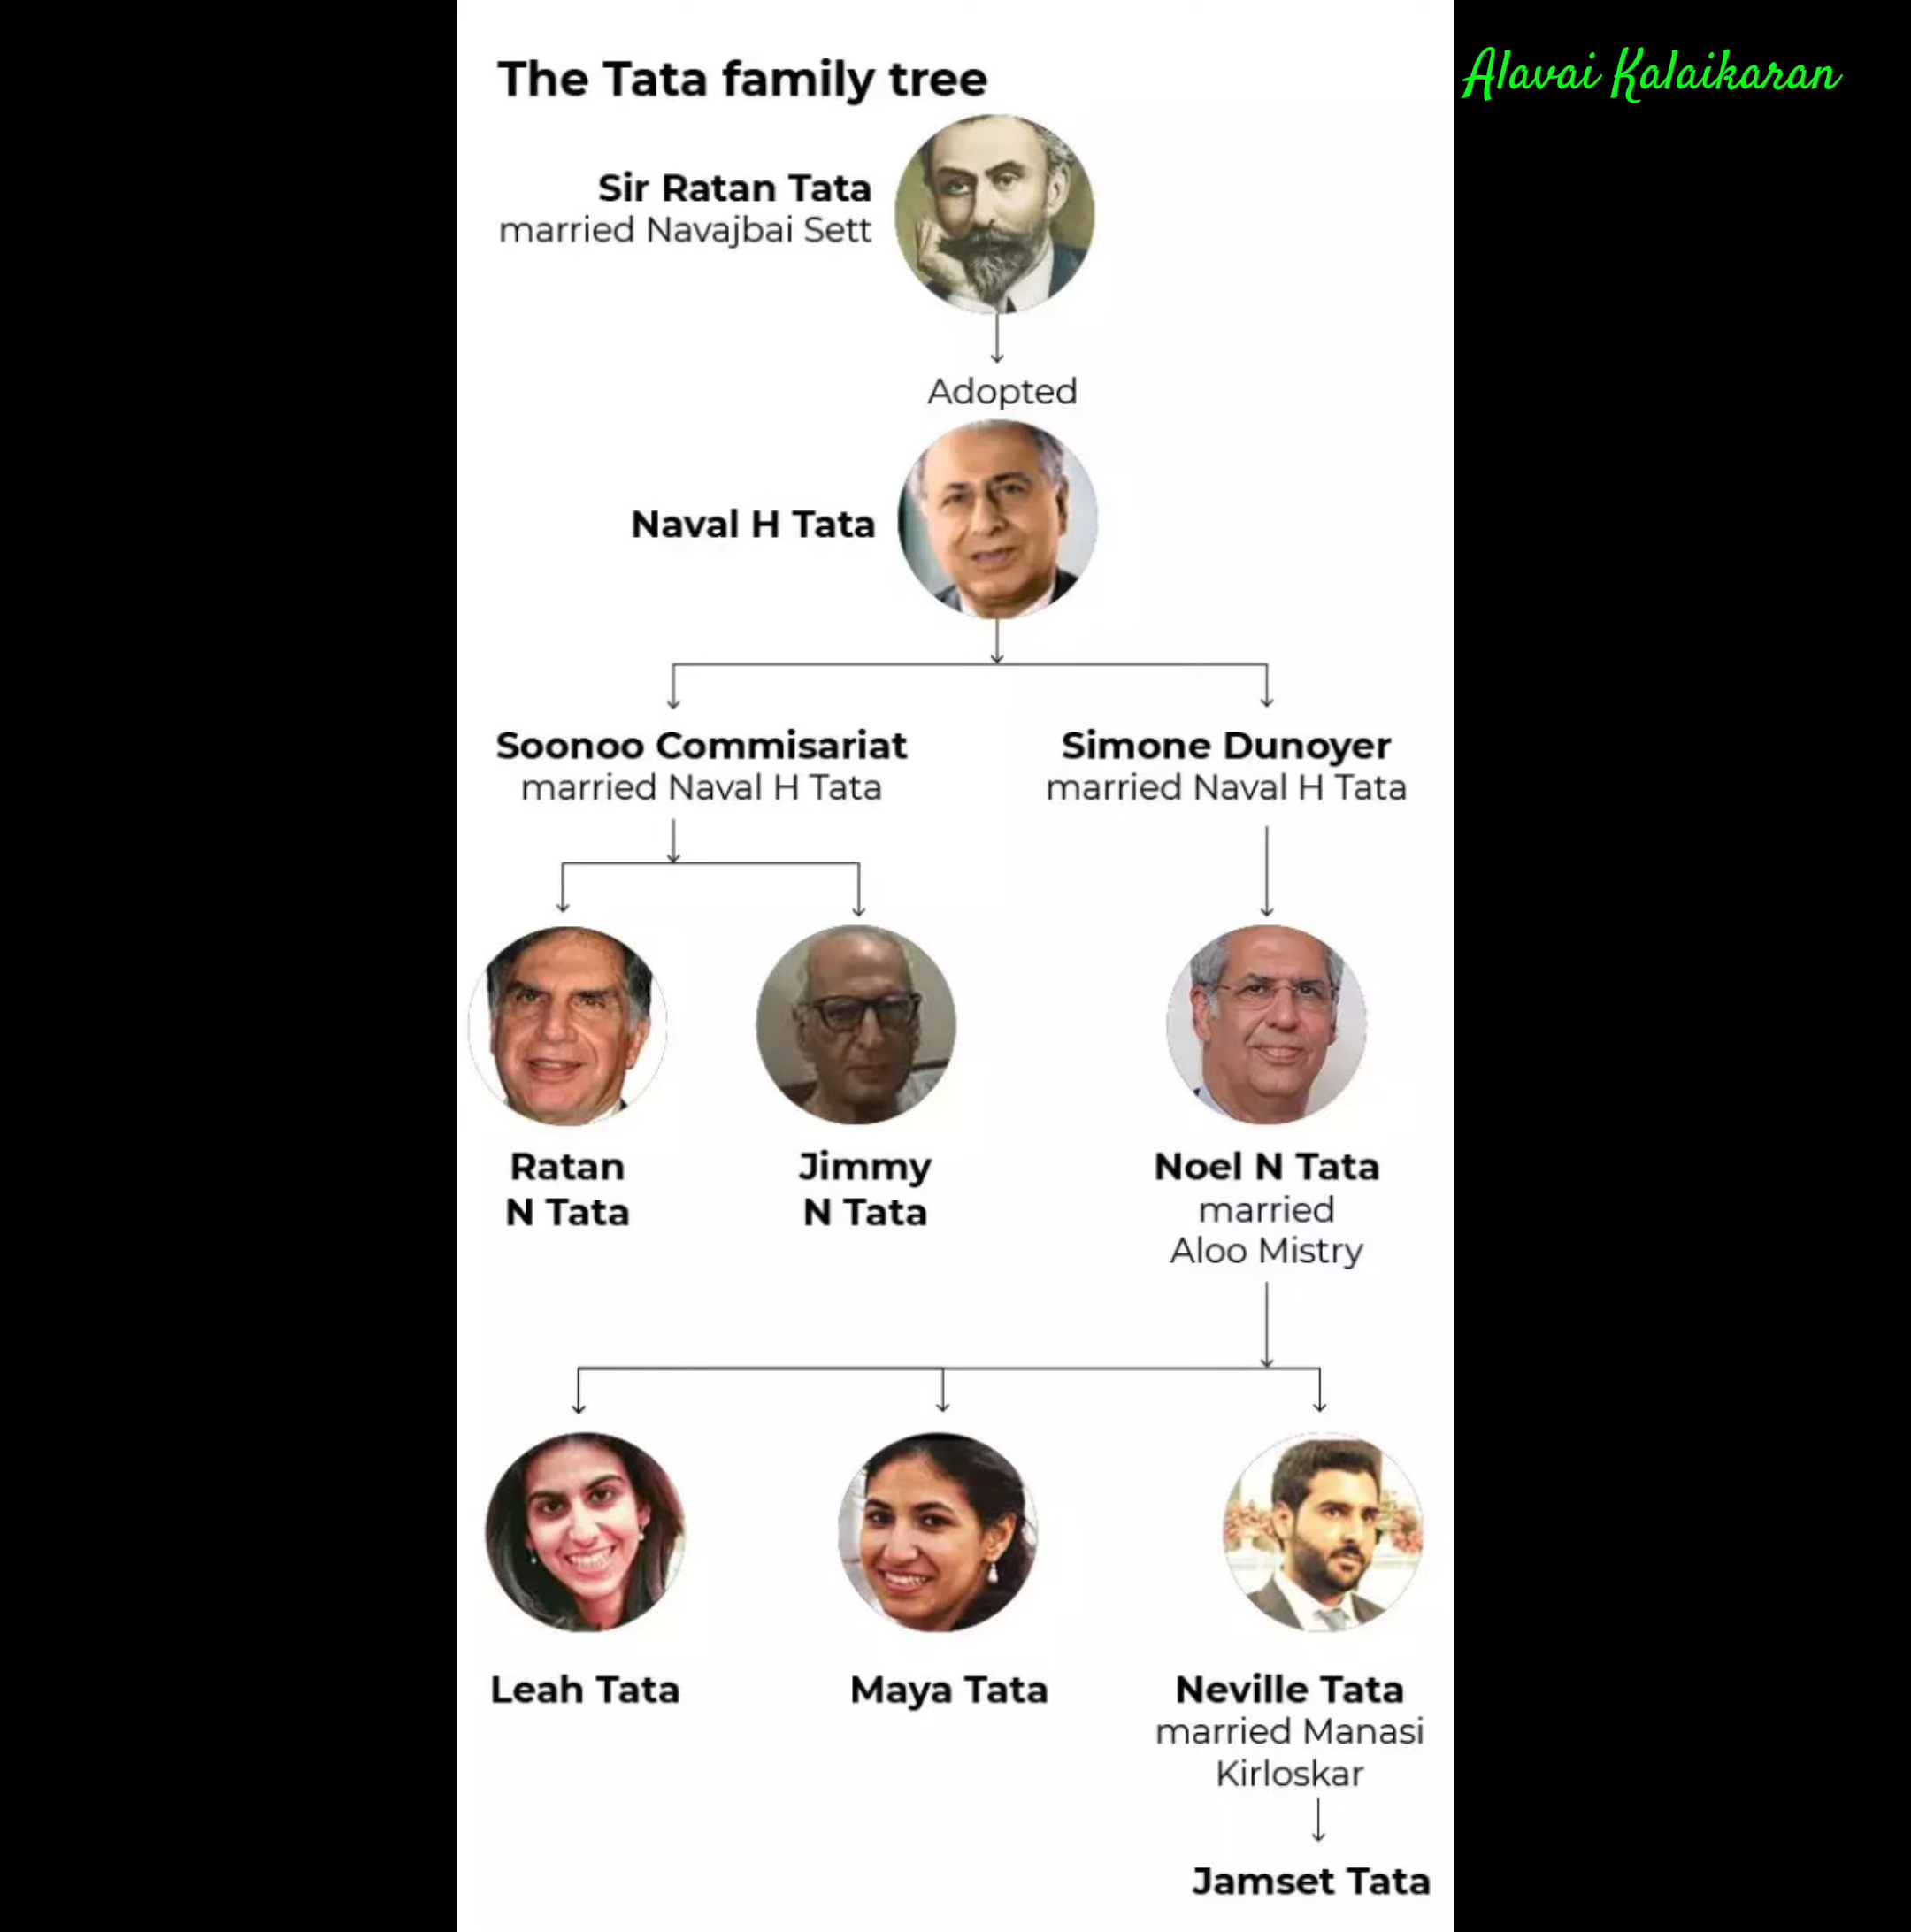 The Tata family tree
Alavai Kalaikaran
Sir Ratan Tata
married Navajbai Sett
Adopted
Naval H Tata
Soonoo Commisariat
married Naval H Tata
Simone Dunoyer
married Naval H Tata
Ratan
N Tata
Jimmy
N Tata
Noel N Tata
married
Aloo Mistry
Leah Tata
Maya Tata
Neville Tata
married Manasi
Kirloskar
Jamset Tata